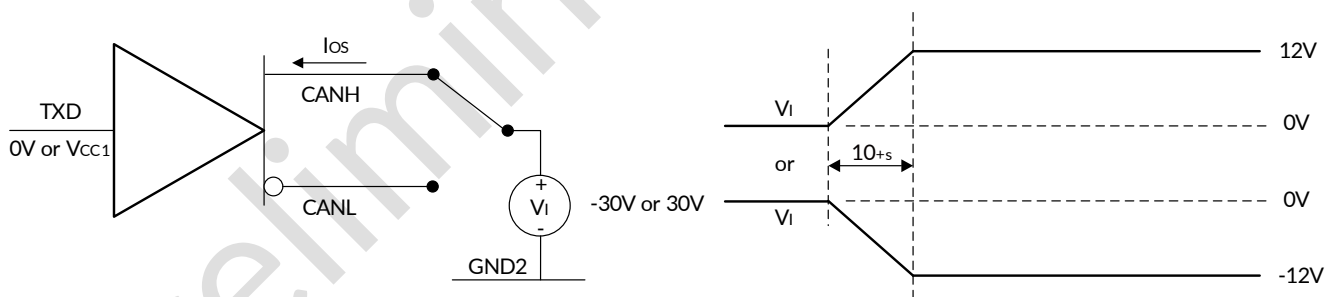 IOS
CANH
TXD
0V or VCC1
CANL
+
VI
-
-30V or 30V
GND2
12V
VI
0V
or
10+s
0V
VI
-12V
elimin